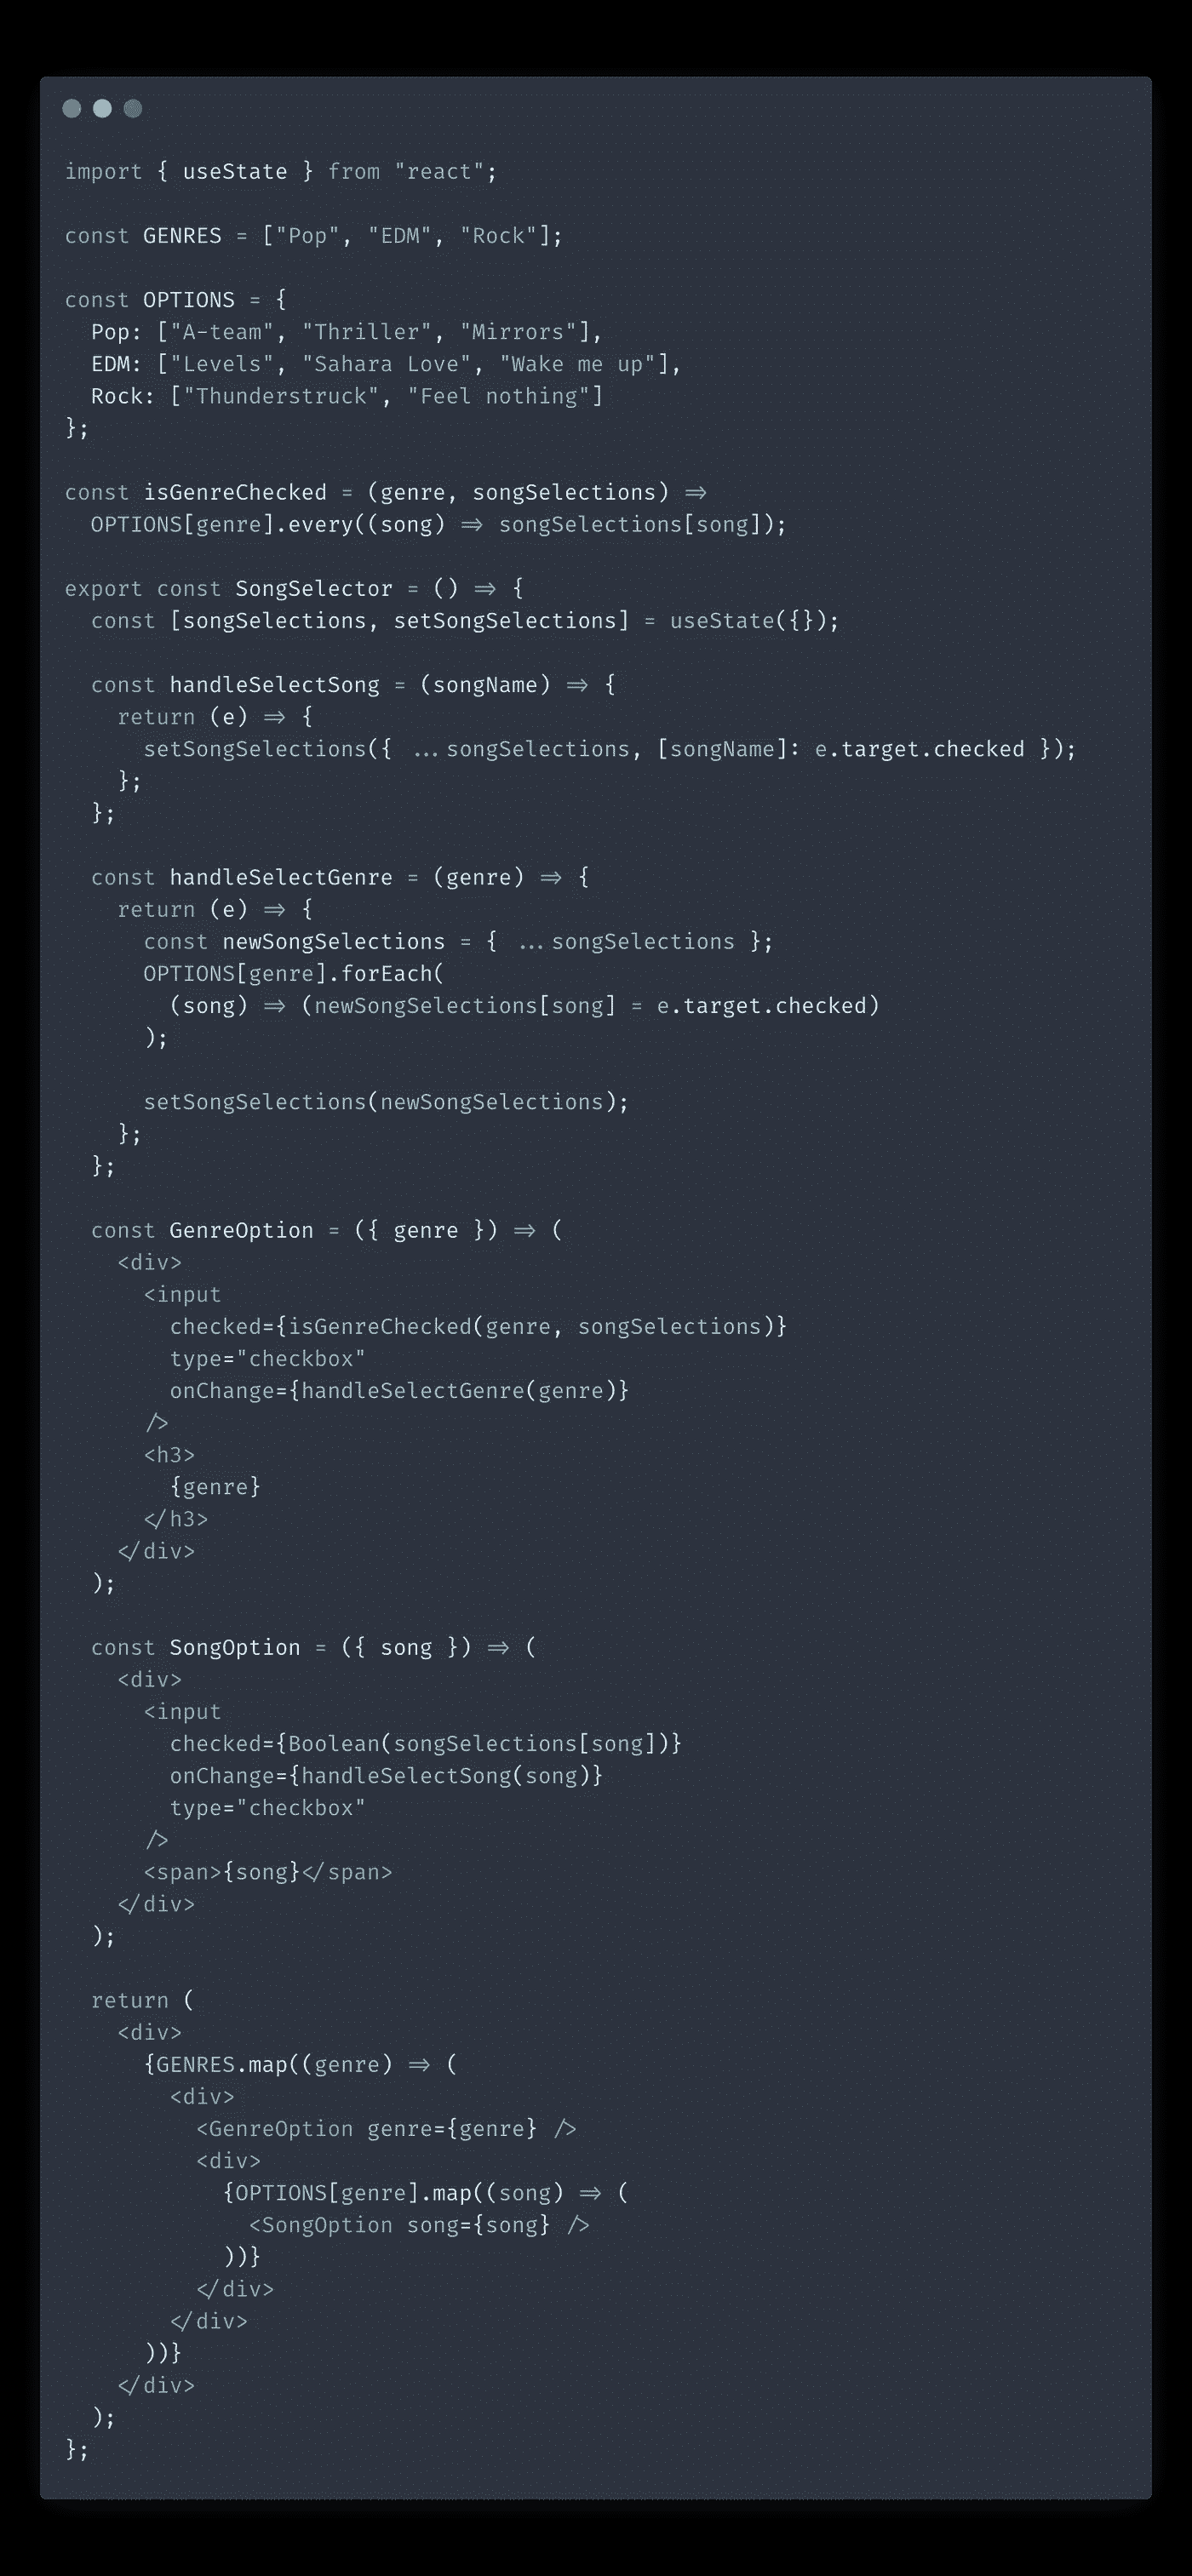 import { useState } from "react";

const GENRES = ["Pop", "EDM", "Rock"];

const OPTIONS = {
  Pop: ["A-team", "Thriller", "Mirrors"],
  EDM: ["Levels", "Sahara Love", "Wake me up"],
  Rock: ["Thunderstruck", "Feel nothing"]
};

const isGenreChecked = (genre, songSelections) =>
  OPTIONS[genre].every((song) => songSelections[song]);

export const SongSelector = () => {
  const [songSelections, setSongSelections] = useState({});

  const handleSelectSong = (songName) => {
    return (e) => {
      setSongSelections({ ...songSelections, [songName]: e.target.checked });
    };
  };

  const handleSelectGenre = (genre) => {
    return (e) => {
      const newSongSelections = { ...songSelections };
      OPTIONS[genre].forEach(
        (song) => (newSongSelections[song] = e.target.checked)
      );

      setSongSelections(newSongSelections);
    };
  };

  const GenreOption = ({ genre }) => (
    <div>
      <input
        checked={isGenreChecked(genre, songSelections)}
        type="checkbox"
        onChange={handleSelectGenre(genre)}
      />
      <h3>
        {genre}
      </h3>
    </div>
  );

  const SongOption = ({ song }) => (
    <div>
      <input
        checked={Boolean(songSelections[song])}
        onChange={handleSelectSong(song)}
        type="checkbox"
      />
      <span>{song}</span>
    </div>
  );

  return (
    <div>
      {GENRES.map((genre) => (
        <div>
          <GenreOption genre={genre} />
          <div>
            {OPTIONS[genre].map((song) => (
              <SongOption song={song} />
            ))}
          </div>
        </div>
      ))}
    </div>
  );
};